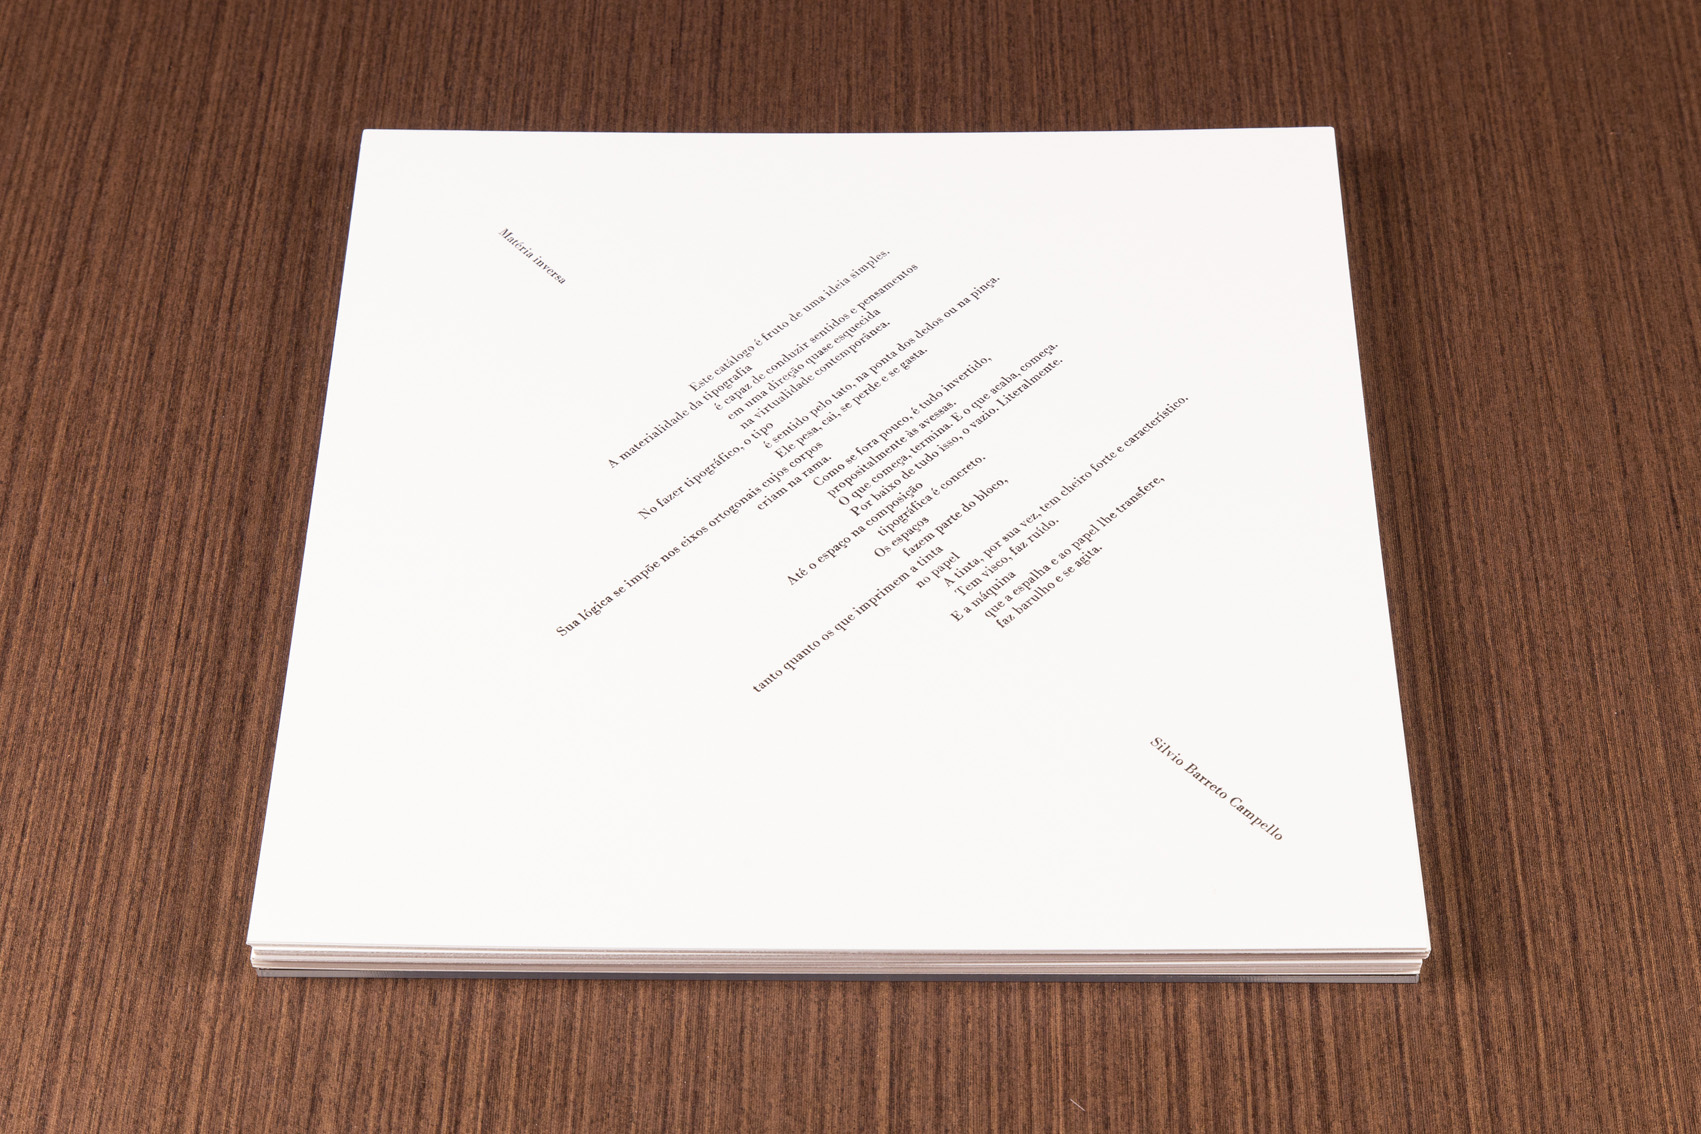 Matéria inversa
Este catálogo é fruto de uma ideia simples.
A materialidade da tipografia
é capaz de conduzir sentidos e pensamentos
em uma direção quase esquecida
na virtualidade contemporânea.
No fazer tipográfico, o tipo
é sentido pelo tato, na ponta dos dedos ou na pinça.
Ele pesa, cai, se perde e se gasta.
Sua lógica se impõe nos eixos ortogonais cujos corpos
criam na rama.
Como se fora pouco, é tudo invertido,
propositalmente às avessas.
O que começa, termina. E o que acaba, começa.
Por baixo de tudo isso, o vazio. Literalmente.
Até o espaço na composição
tipográfica é concreto.
Os espaços
fazem parte do bloco,
tanto quanto os que imprimem a tinta
no papel
A tinta, por sua vez, tem cheiro forte e característico.
Tem visco, faz ruído.
E a máquina
que a espalha e ao papel lhe transfere,
faz barulho e se agita.
Silvio Barreto Campello